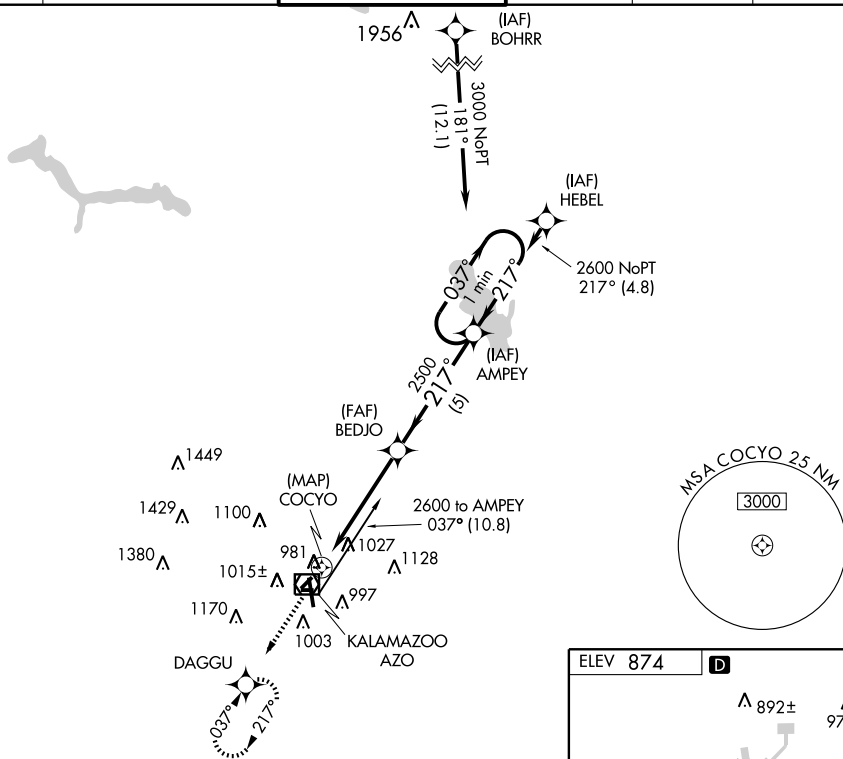 1956
(IAF)
BOHRR
3000 NoPT
181°
(12.1)
(IAF)
HEBEL
2600 NoPT
217° (4.8)
037°
1 min
217°
(IAF)
AMPEY
2500
217°
(5)
(FAF)
BEDJO
(MAP)
COCYO
2600 to AMPEY
037° (10.8)
1449
1429
1100
1380
981
1027
1128
1015±
997
1170
1003
KALAMAZOO
AZO
DAGGU
037°
217°
MSA COCYO 25 NM
3000
ELEV 874
D
892±
97